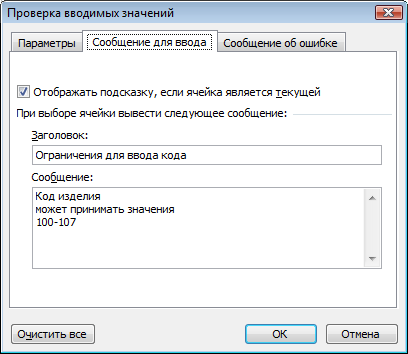 Проверка вводимых значений
Параметры
Сообщение для ввода
Сообщение об ошибке
Отображать подсказку, если ячейка является текущей
При выборе ячейки вывести следующее сообщение:
Заголовок:
Ограничения для ввода кода
Сообщение:
Код изделия
может принимать значения
100-107
Очистить все
ОК
Отмена